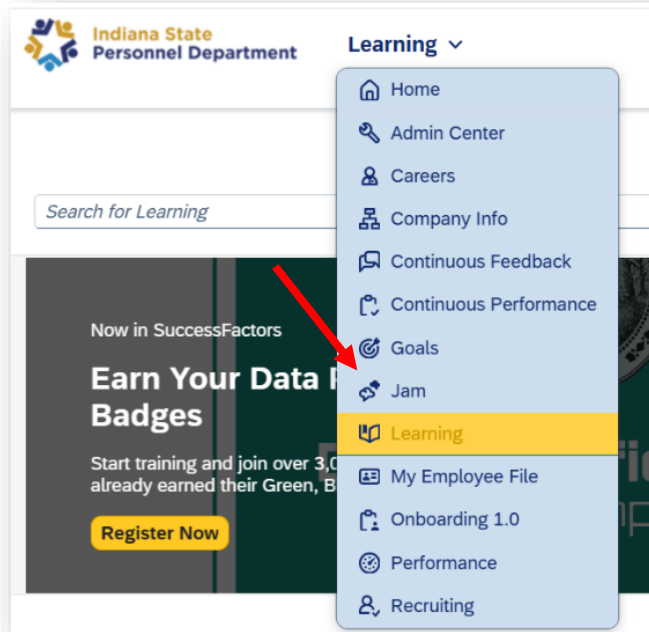 Indiana State
Personnel Department
Learning
Home
Admin Center
Careers
Search for Learning
Company Info
Continuous Feedback
Continuous Performance
Now in SuccessFactors
Goals
Earn Your Data
Badges
Jam
Learning
Start training and join over
already earned their Green,
My Employee File
Onboarding 1.0
Register Now
Performance
Recruiting